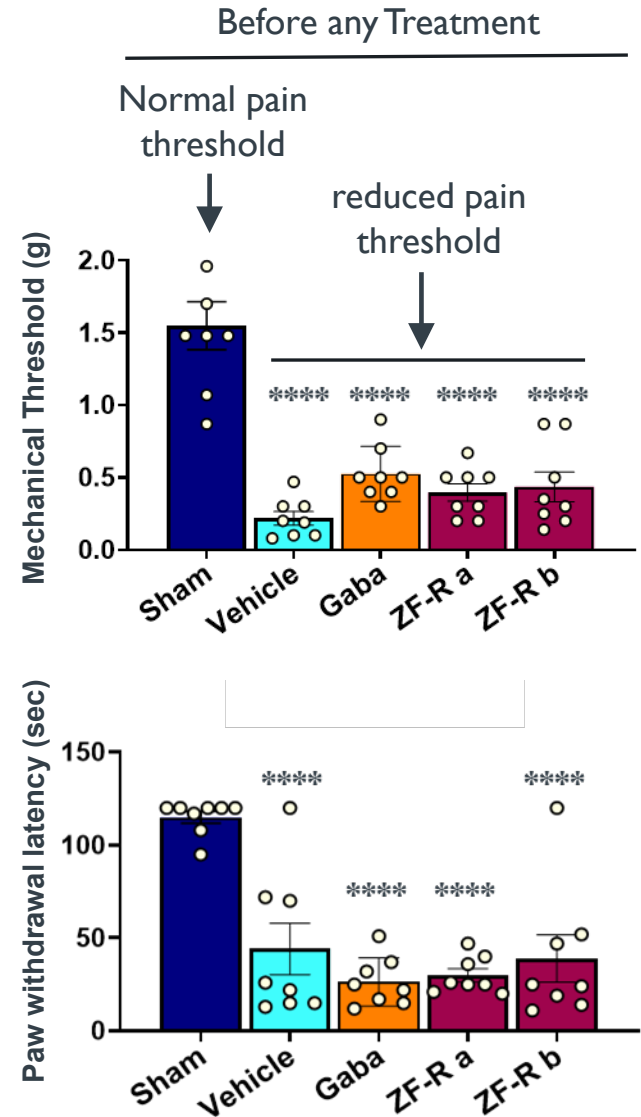 Before any Treatment
Normal pain
threshold
reduced pain
threshold
Mechanical Threshold (g)
2.0
1.5
1.0
0.5
0.0
**** **** **** ****
Sham Vehicle Gaba ZF-R a ZF-R b
Paw withdrawal latency (sec)
150
100
50
0
**** ****
**** ****
Sham Vehicle Gaba ZF-R a ZF-R b